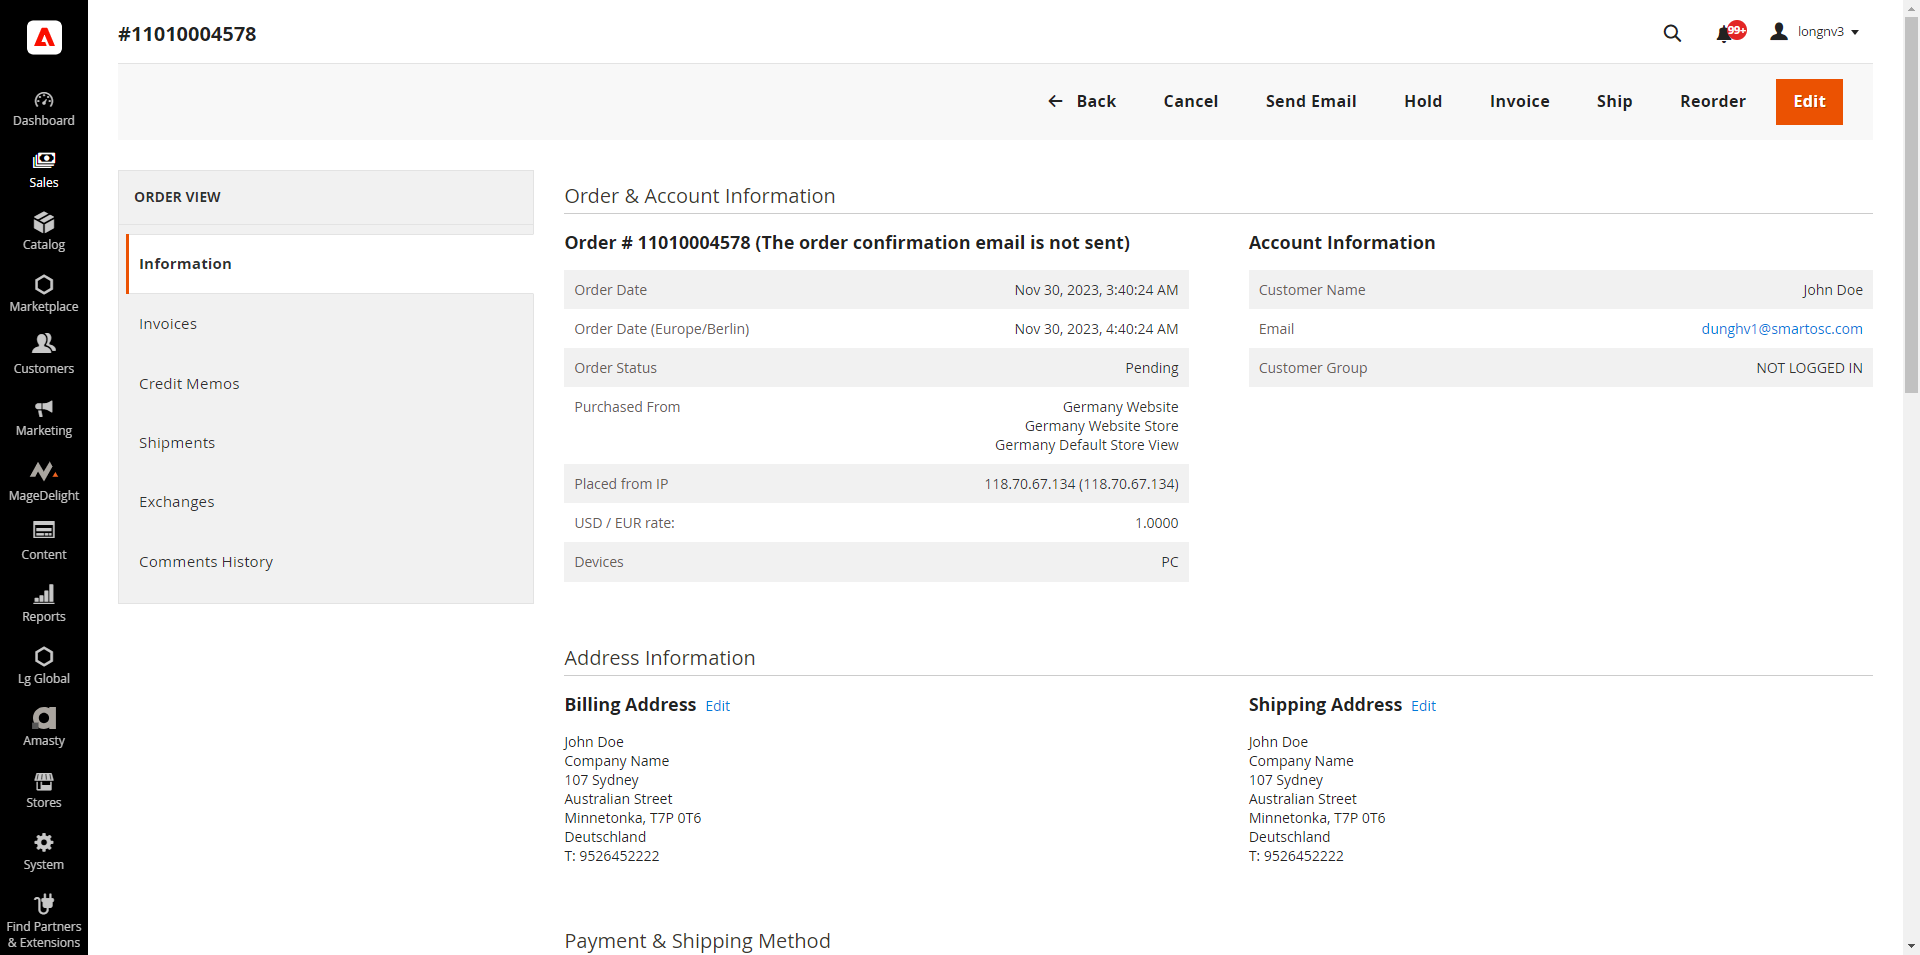 #11010004578
99+
longnv3
Back
Cancel
Send Email
Hold
Invoice
Ship
Reorder
Edit
Dashboard
Sales
Catalog
Marketplace
Customers
Marketing
MageDelight
Content
Reports
Lg Global
Amasty
Stores
System
Find Partners
& Extensions
ORDER VIEW
Information
Invoices
Credit Memos
Shipments
Exchanges
Comments History
Order & Account Information
Order # 11010004578 (The order confirmation email is not sent)
Order Date Nov 30, 2023, 3:40:24 AM
Order Date (Europe/Berlin) Nov 30, 2023, 4:40:24 AM
Order Status Pending
Purchased From Germany Website
Germany Website Store
Germany Default Store View
Placed from IP 118.70.67.134 (118.70.67.134)
USD / EUR rate: 1.0000
Devices PC
Account Information
Customer Name John Doe
Email dunghv1@smartosc.com
Customer Group NOT LOGGED IN
Address Information
Billing Address Edit
John Doe
Company Name
107 Sydney
Australian Street
Minnetonka, T7P 0T6
Deutschland
T: 9526452222
Shipping Address Edit
John Doe
Company Name
107 Sydney
Australian Street
Minnetonka, T7P 0T6
Deutschland
T: 9526452222
Payment & Shipping Method